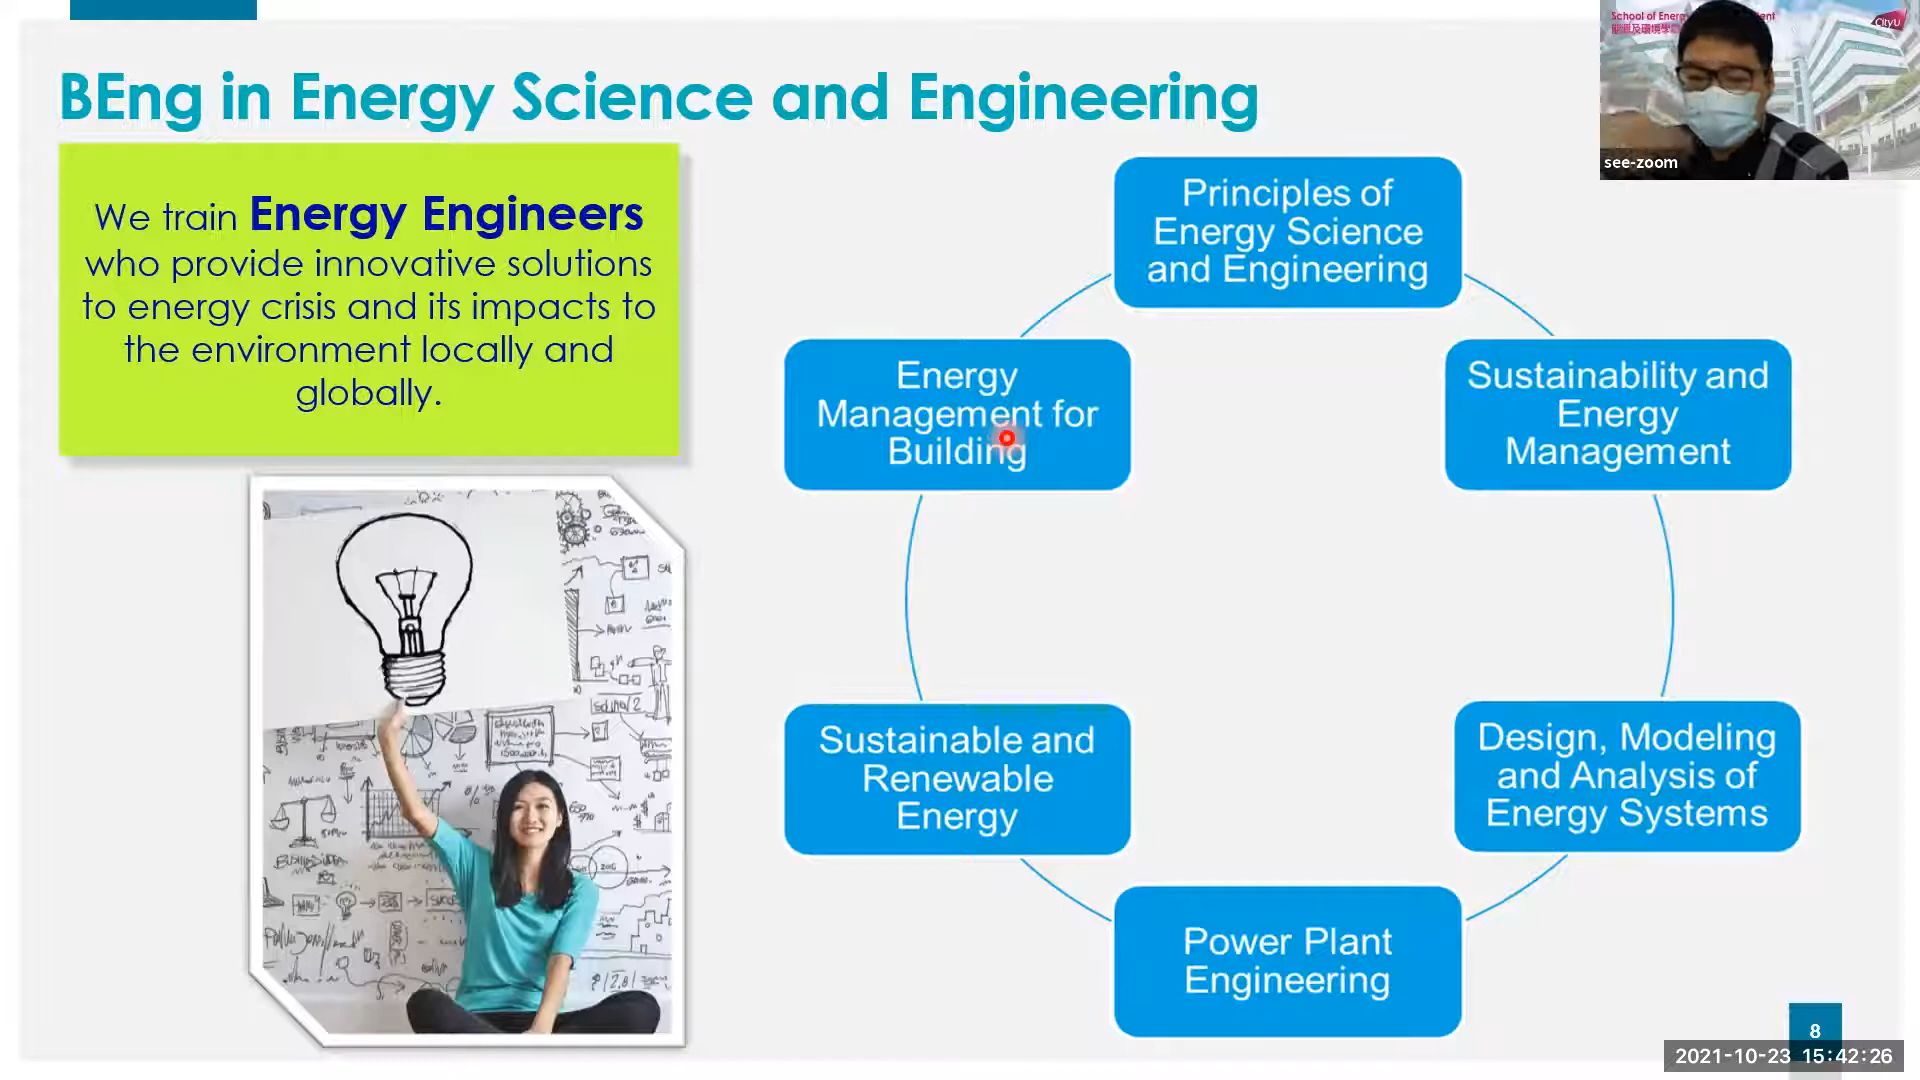 BEng in Energy Science and Engineering
We train Energy Engineers
who provide innovative solutions
to energy crisis and its impacts to
the environment locally and
globally.
Principles of
Energy Science
and Engineering
Energy
Management for
Building
Sustainability and
Energy
Management
Sustainable and
Renewable
Energy
Design, Modeling
and Analysis of
Energy Systems
Power Plant
Engineering
School of Energy
CityU
see-zoom
8
2021-10-23 15:42:26